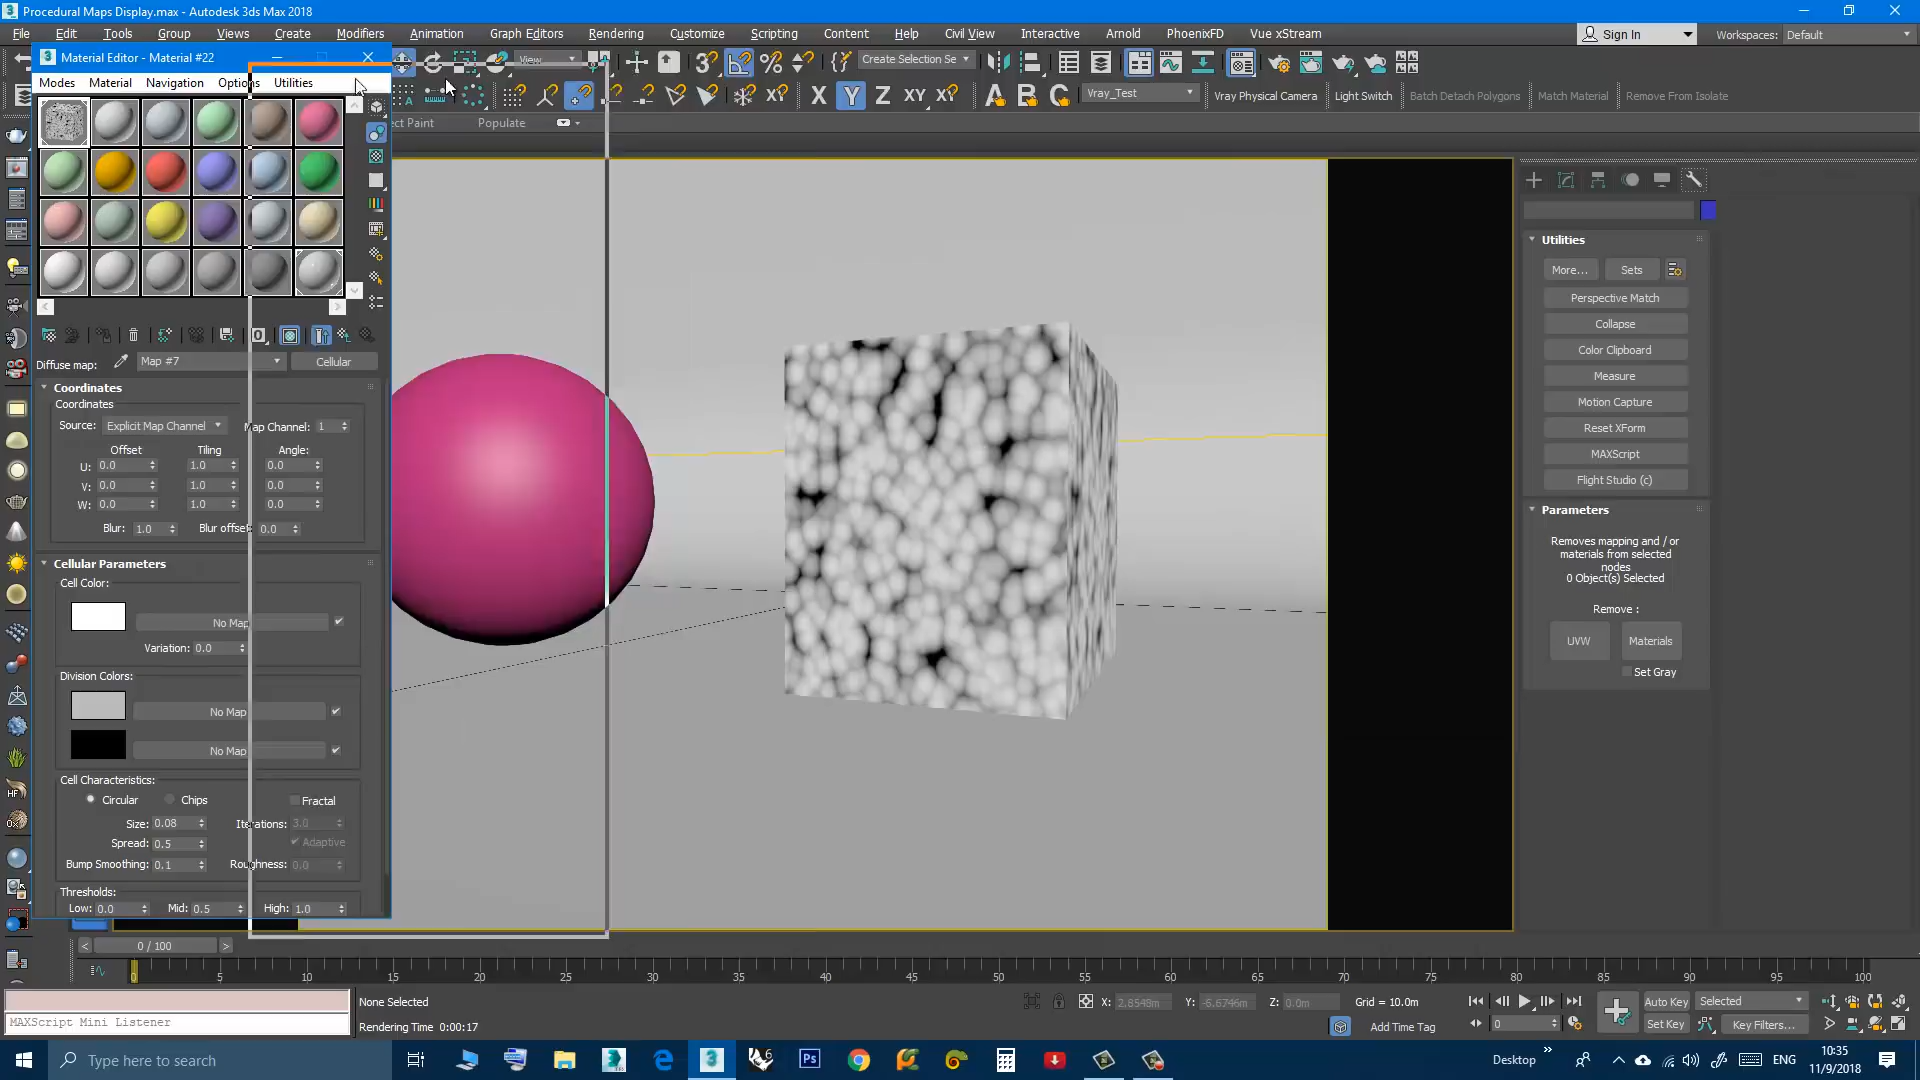 Procedural Maps Display.max - Autodesk 3ds Max 2018
File Edit Tools Group Views Create Modifiers Animation Graph Editors Rendering Customize Scripting Content Help Civil View Interactive Arnold PhoenixFD Vue xStream Sign In Workspaces: Default
Material Editor - Material #22
View
Create Selection Se
Modes Material Navigation Options Utilities
X Y Z XY XY
Vray_Test
Vray Physical Camera
Light Switch
Batch Detach Polygons
Match Material
Remove From Isolate
ect Paint Populate
Diffuse map: Map #7 Cellular
Coordinates
Coordinates
Source: Explicit Map Channel Map Channel: 1
Offset Tiling Angle:
U: 0.0 1.0 0.0
V: 0.0 1.0 0.0
W: 0.0 1.0 0.0
Blur: 1.0 Blur offset: 0.0
Cellular Parameters
Cell Color:
No Map
Variation: 0.0
Division Colors:
No Map
No Map
Cell Characteristics:
Circular Chips Fractal
Size: 0.08 Iterations: 3.0
Spread: 0.5 Adaptive
Bump Smoothing: 0.1 Roughness: 0.0
Thresholds:
Low: 0.0 Mid: 0.5 High: 1.0
Utilities
More... Sets
Perspective Match
Collapse
Color Clipboard
Measure
Motion Capture
Reset XForm
MAXScript
Flight Studio (c)
Parameters
Removes mapping and / or
materials from selected
nodes
0 Object(s) Selected
Remove :
UVW Materials
Set Gray
< 0 / 100 >
0 5 10 15 20 25 30 35 40 45 50 55 60 65 70 75 80 85 90 95 100
None Selected
X: 2.8548m Y: -6.6746m Z: 0.0m Grid = 10.0m
Auto Key Selected
MAXScript Mini Listener
Rendering Time 0:00:17
Add Time Tag
0
Set Key Key Filters...
Type here to search
Desktop
ENG
10:35
11/9/2018